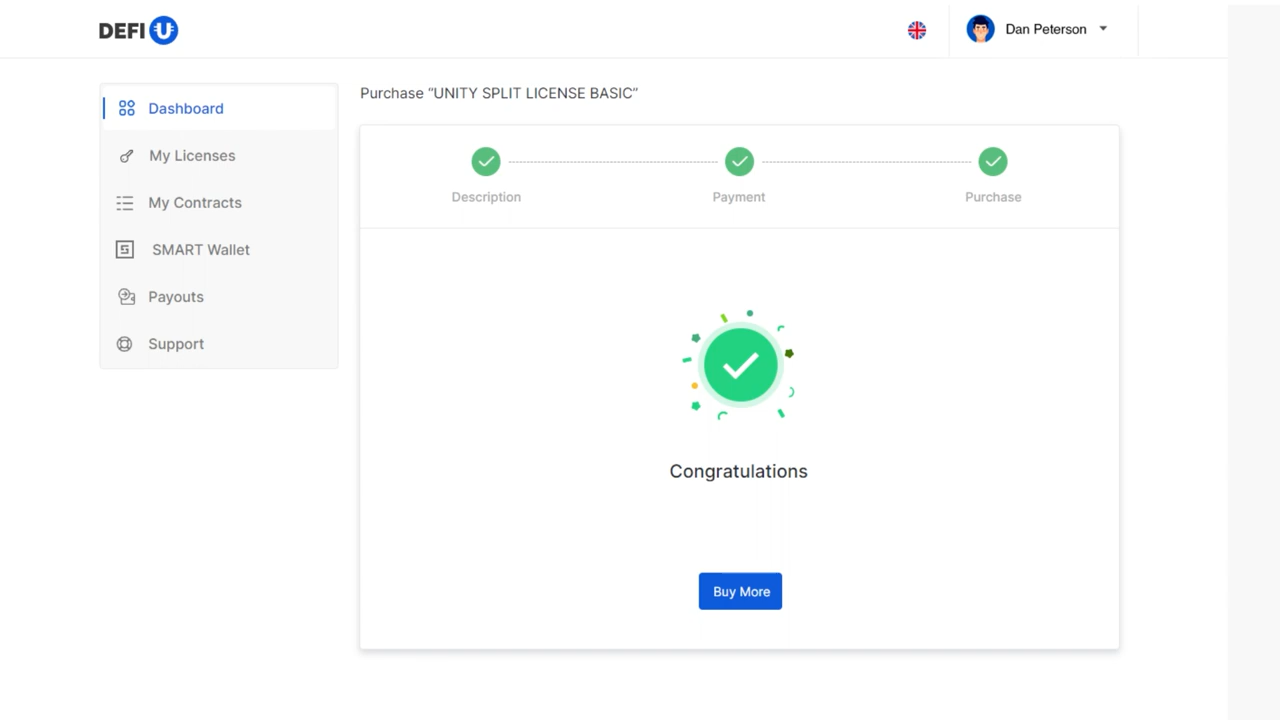 DEFI U
Dan Peterson
Dashboard
My Licenses
My Contracts
SMART Wallet
Payouts
Support
Purchase “UNITY SPLIT LICENSE BASIC”
Description
Payment
Purchase
Congratulations
Buy More